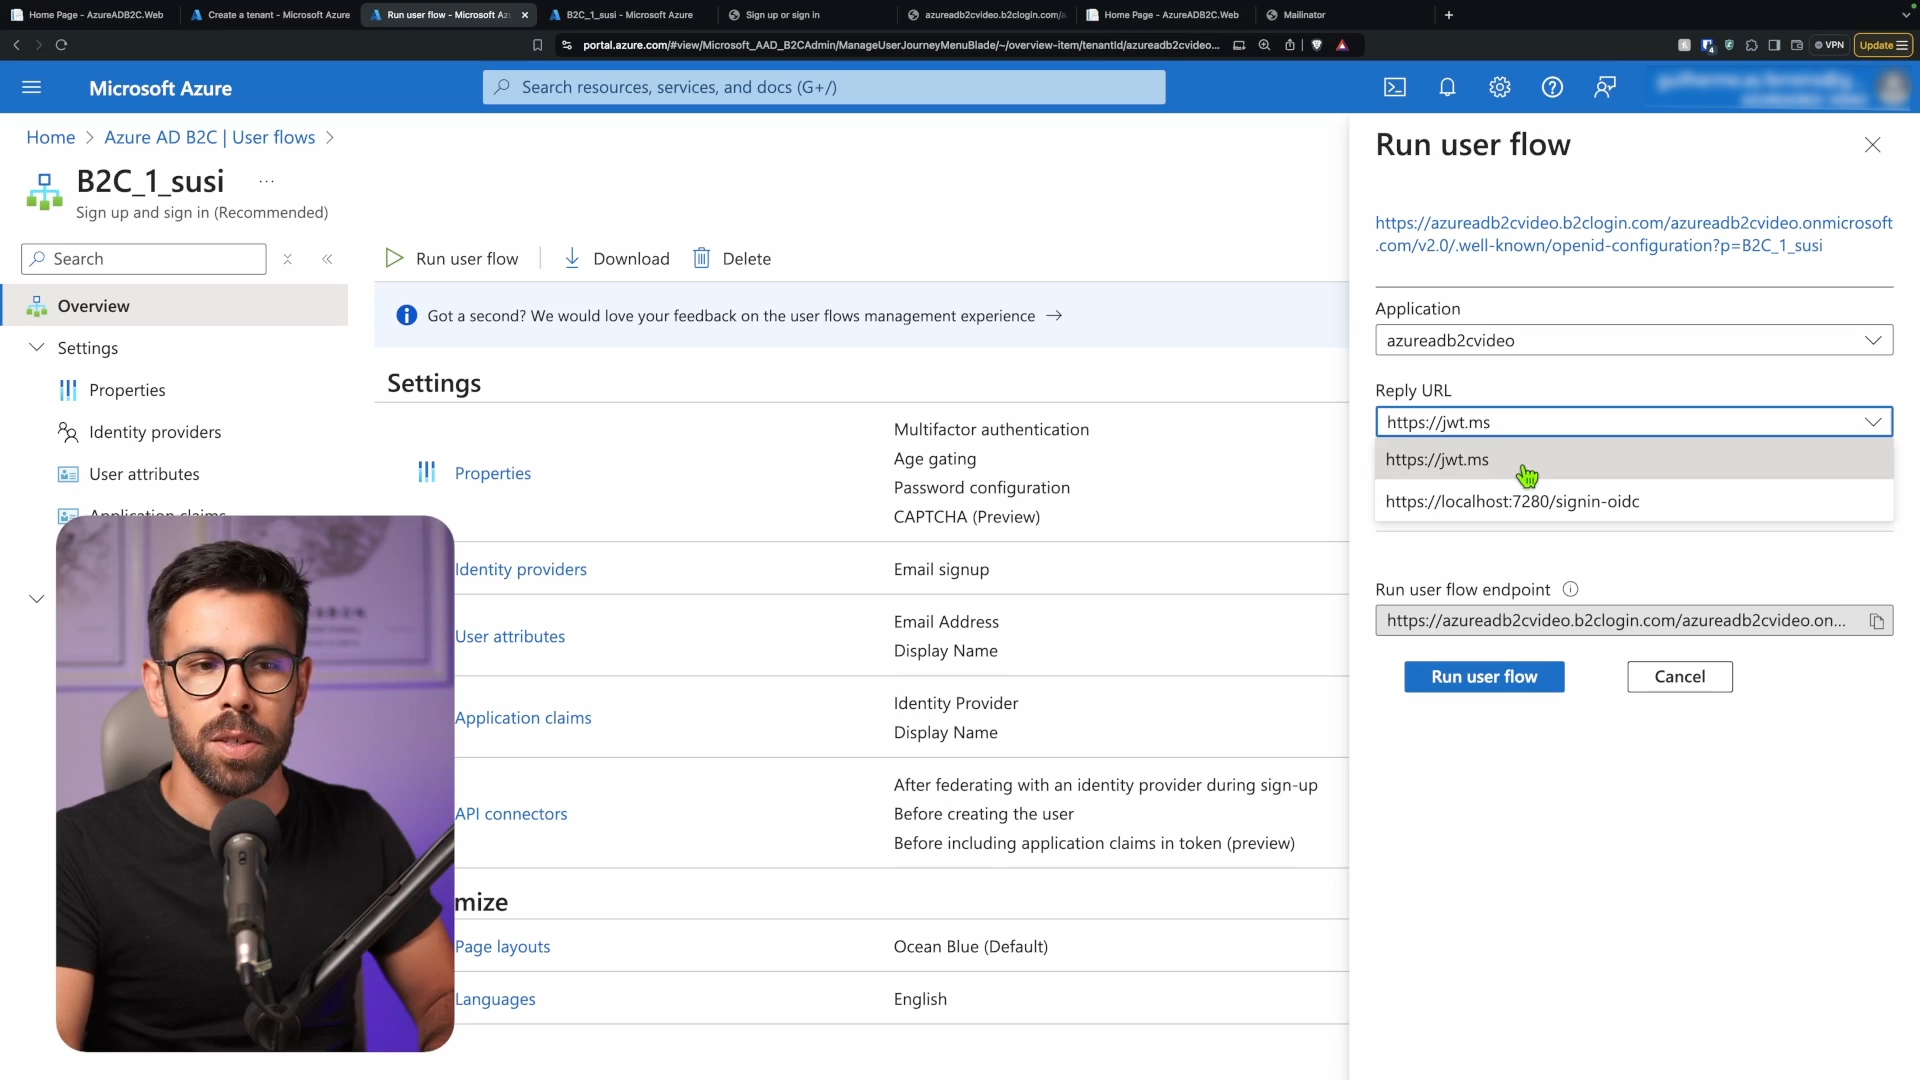 Home Page - AzureADB2C.Web
Create a tenant - Microsoft Azure
Run user flow - Microsoft Az
B2C_1_susi - Microsoft Azure
Sign up or sign in
azureadb2cvideo.b2clogin.com/a
Home Page - AzureADB2C.Web
Mailinator
portal.azure.com/#view/Microsoft_AAD_B2CAdmin/ManageUserJourneyMenuBlade/~/overview-item/tenantId/azureadb2cvideo...
VPN
Update
Microsoft Azure
Search resources, services, and docs (G+/)
Home > Azure AD B2C | User flows >
B2C_1_susi ...
Sign up and sign in (Recommended)
Search
Overview
Settings
Properties
Identity providers
User attributes
Application claims
Run user flow
Download
Delete
Got a second? We would love your feedback on the user flows management experience
Settings
Properties
Multifactor authentication
Age gating
Password configuration
CAPTCHA (Preview)
Identity providers
Email signup
User attributes
Email Address
Display Name
Application claims
Identity Provider
Display Name
API connectors
After federating with an identity provider during sign-up
Before creating the user
Before including application claims in token (preview)
mize
Page layouts
Ocean Blue (Default)
Languages
English
Run user flow
https://azureadb2cvideo.b2clogin.com/azureadb2cvideo.onmicrosoft
.com/v2.0/.well-known/openid-configuration?p=B2C_1_susi
Application
azureadb2cvideo
Reply URL
https://jwt.ms
https://jwt.ms
https://localhost:7280/signin-oidc
Run user flow endpoint
https://azureadb2cvideo.b2clogin.com/azureadb2cvideo.on...
Run user flow
Cancel